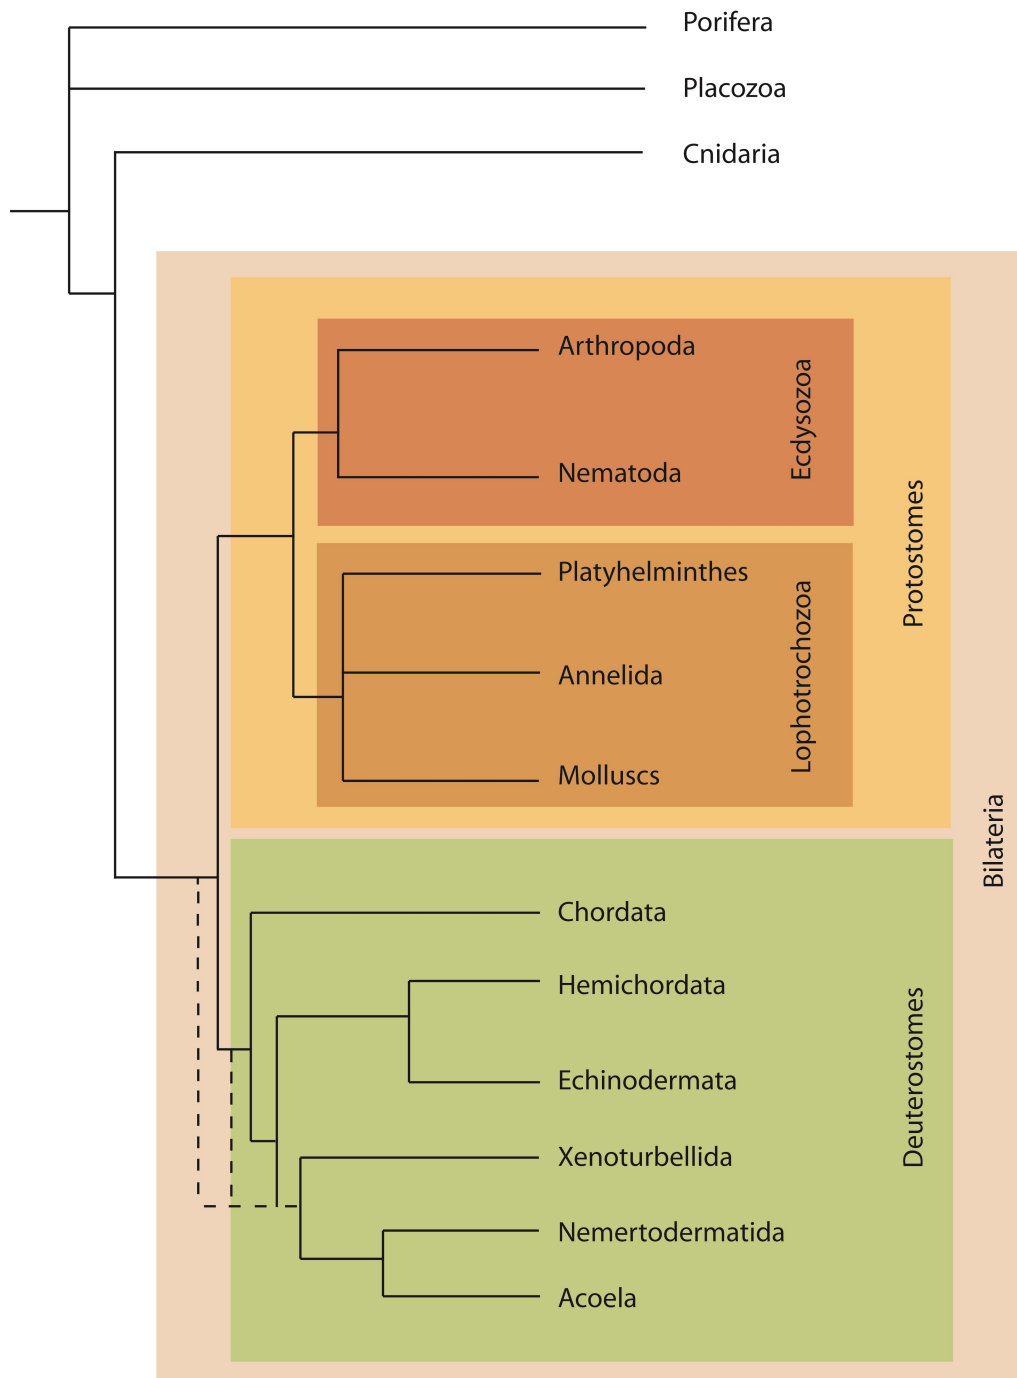 Porifera
Placozoa
Cnidaria
Arthropoda
Nematoda
Ecdysozoa
Platyhelminthes
Annelida
Molluscs
Lophotrochozoa
Protostomes
Chordata
Hemichordata
Echinodermata
Xenoturbellida
Nemertodermatida
Acoela
Deuterostomes
Bilateria